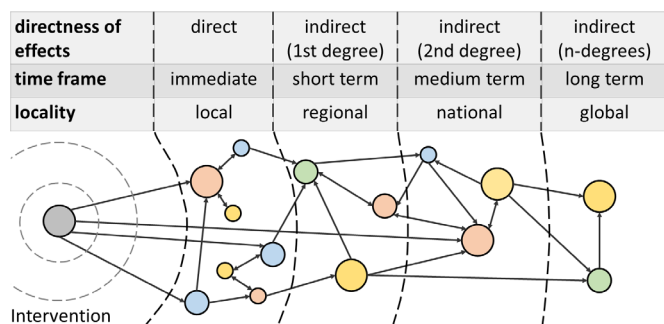 directness of effects direct indirect (1st degree) indirect (2nd degree) indirect (n-degrees)
time frame immediate short term medium term long term
locality local regional national global
Intervention